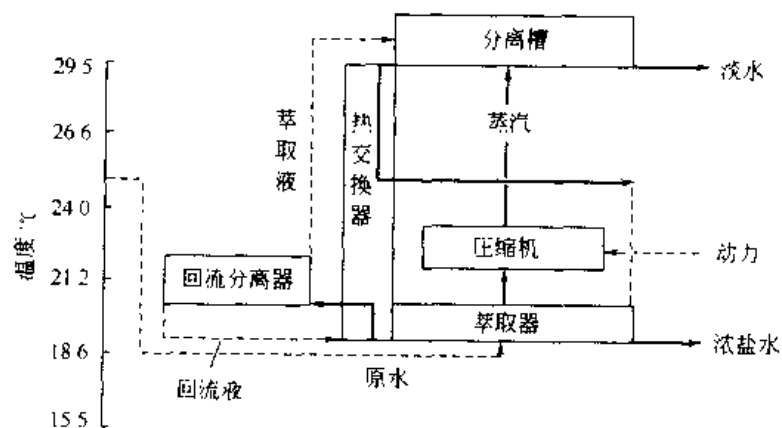 分离槽
29.5
淡水
萃取液
热交换器
蒸汽
26.6
24.0
温度 ℃
压缩机
动力
21.2
回流分离器
萃取器
18.6
浓盐水
原水
回流液
15.5